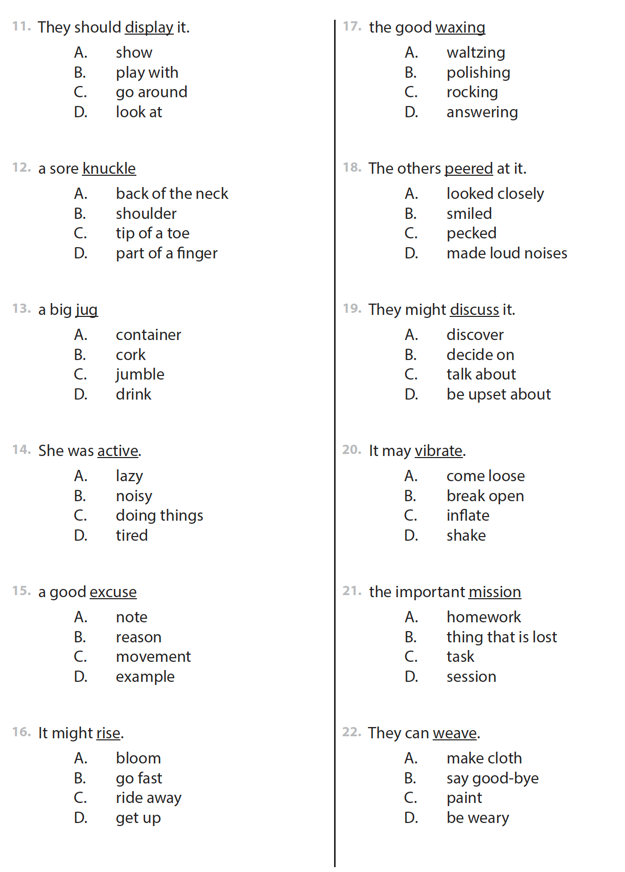 11. They should display it.
A. show
B. play with
C. go around
D. look at
12. a sore knuckle
A. back of the neck
B. shoulder
C. tip of a toe
D. part of a finger
13. a big jug
A. container
B. cork
C. jumble
D. drink
14. She was active.
A. lazy
B. noisy
C. doing things
D. tired
15. a good excuse
A. note
B. reason
C. movement
D. example
16. It might rise.
A. bloom
B. go fast
C. ride away
D. get up
17. the good waxing
A. waltzing
B. polishing
C. rocking
D. answering
18. The others peered at it.
A. looked closely
B. smiled
C. pecked
D. made loud noises
19. They might discuss it.
A. discover
B. decide on
C. talk about
D. be upset about
20. It may vibrate.
A. come loose
B. break open
C. inflate
D. shake
21. the important mission
A. homework
B. thing that is lost
C. task
D. session
22. They can weave.
A. make cloth
B. say good-bye
C. paint
D. be weary